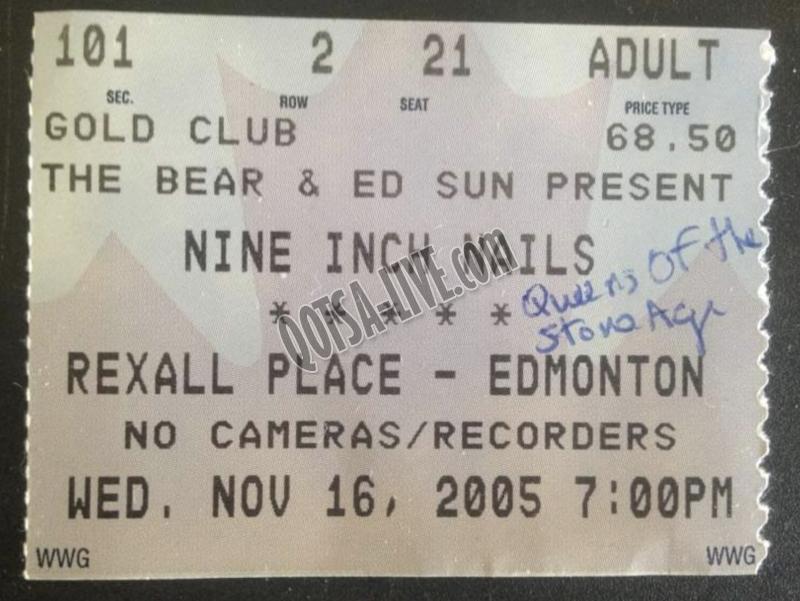 101 2 21 ADULT
SEC. ROW SEAT PRICE TYPE
GOLD CLUB 68.50
THE BEAR & ED SUN PRESENT
NINE INCH NAILS
Queens Of the
Stone Age
* * * * *
QOTSA-LIVE.com
REXALL PLACE - EDMONTON
NO CAMERAS/RECORDERS
WED. NOV 16, 2005 7:00PM
WWG WWG